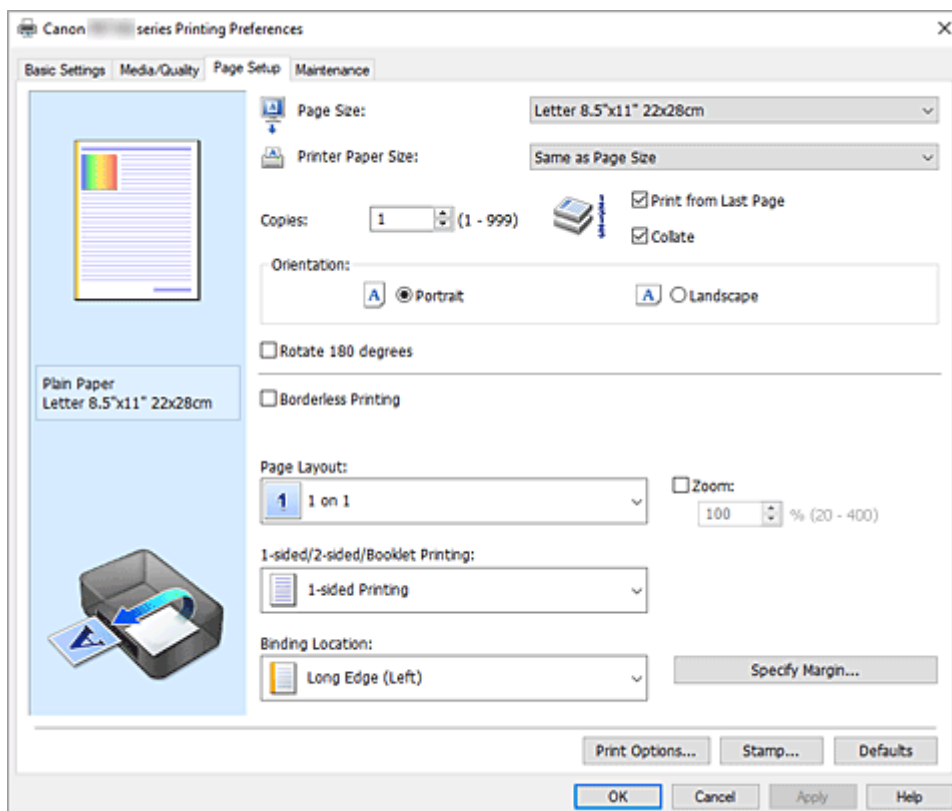 Canon series Printing Preferences
Basic Settings Media/Quality Page Setup Maintenance
Page Size: Letter 8.5"x11" 22x28cm
Printer Paper Size: Same as Page Size
Copies: 1 (1 - 999)
Print from Last Page
Collate
Orientation:
A Portrait A Landscape
Rotate 180 degrees
Plain Paper
Letter 8.5"x11" 22x28cm
Borderless Printing
Page Layout:
1 1 on 1
Zoom:
100 % (20 - 400)
1-sided/2-sided/Booklet Printing:
1-sided Printing
Binding Location:
Long Edge (Left)
Specify Margin...
A
Print Options... Stamp... Defaults
OK Cancel Apply Help